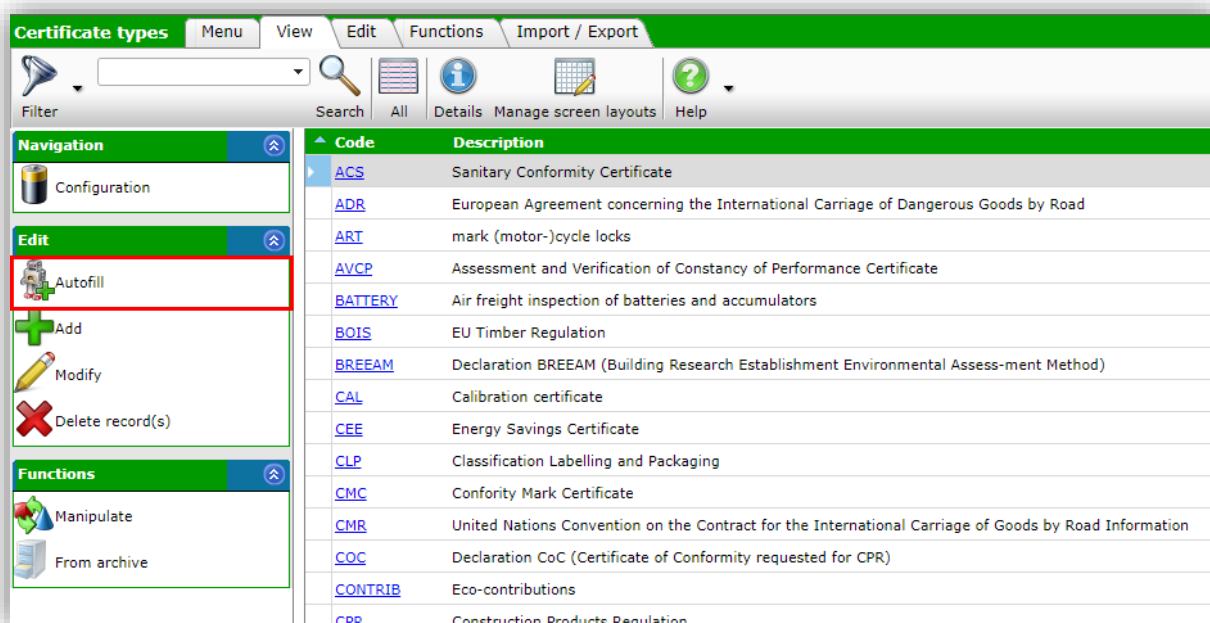 Certificate types Menu View Edit Functions Import / Export
Filter Search All Details Manage screen layouts Help
Navigation
Configuration
Edit
Autofill
Add
Modify
Delete record(s)
Functions
Manipulate
From archive
Code Description
ACS Sanitary Conformity Certificate
ADR European Agreement concerning the International Carriage of Dangerous Goods by Road
ART mark (motor-)cycle locks
AVCP Assessment and Verification of Constancy of Performance Certificate
BATTERY Air freight inspection of batteries and accumulators
BOIS EU Timber Regulation
BREEAM Declaration BREEAM (Building Research Establishment Environmental Assess-ment Method)
CAL Calibration certificate
CEE Energy Savings Certificate
CLP Classification Labelling and Packaging
CMC Confority Mark Certificate
CMR United Nations Convention on the Contract for the International Carriage of Goods by Road Information
COC Declaration CoC (Certificate of Conformity requested for CPR)
CONTRIB Eco-contributions
CPR Construction Products Regulation